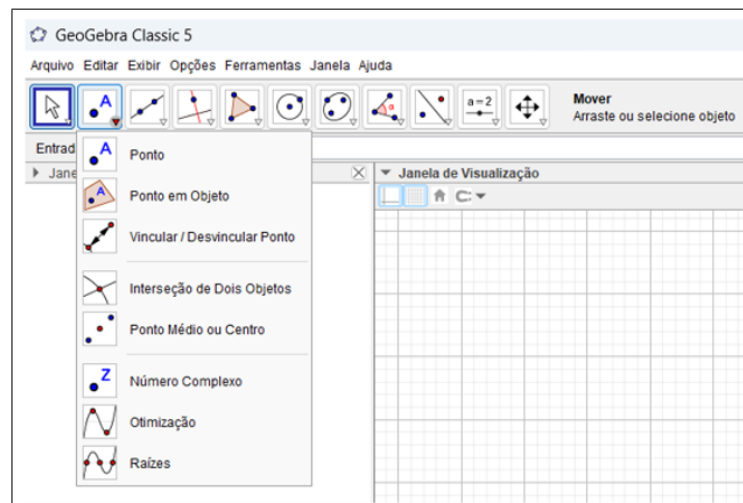 GeoGebra Classic 5
Arquivo Editar Exibir Opções Ferramentas Janela Ajuda
A
α
a=2
Mover
Arraste ou selecione objeto
Entrad
Jane
Janela de Visualização
A
Ponto
A
Ponto em Objeto
Vincular / Desvincular Ponto
Interseção de Dois Objetos
Ponto Médio ou Centro
Z
Número Complexo
Otimização
Raízes